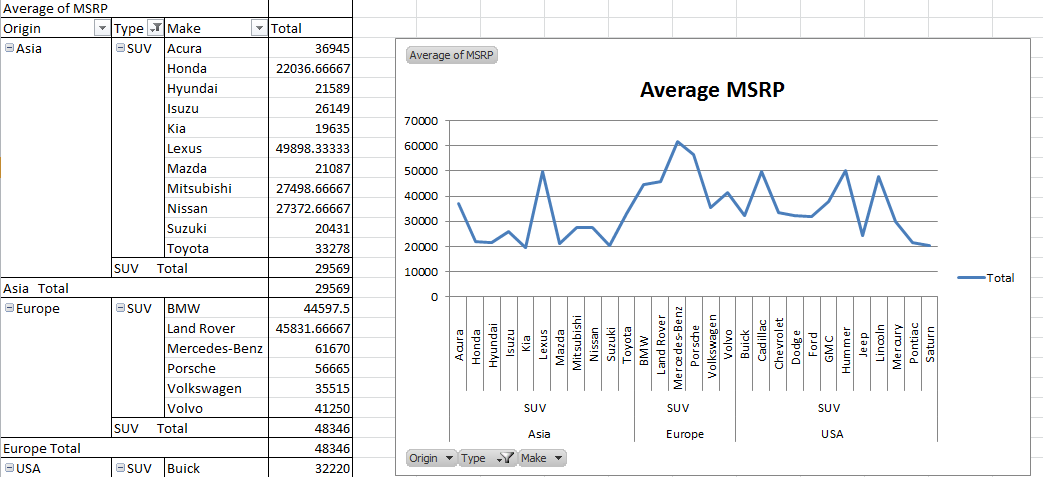 Average of MSRP
Origin Type Make Total
Asia SUV Acura 36945
Honda 22036.66667
Hyundai 21589
Isuzu 26149
Kia 19635
Lexus 49898.33333
Mazda 21087
Mitsubishi 27498.66667
Nissan 27372.66667
Suzuki 20431
Toyota 33278
SUV Total 29569
Asia Total 29569
Europe SUV BMW 44597.5
Land Rover 45831.66667
Mercedes-Benz 61670
Porsche 56665
Volkswagen 35515
Volvo 41250
SUV Total 48346
Europe Total 48346
USA SUV Buick 32220
Average of MSRP
Average MSRP
70000
60000
50000
40000
30000
20000
10000
0
Total
Acura
Honda
Hyundai
Isuzu
Kia
Lexus
Mazda
Mitsubishi
Nissan
Suzuki
Toyota
BMW
Land Rover
Mercedes-Benz
Porsche
Volkswagen
Volvo
Buick
Cadillac
Chevrolet
Dodge
Ford
GMC
Hummer
Jeep
Lincoln
Mercury
Pontiac
Saturn
SUV SUV SUV
Asia Europe USA
Origin Type Make